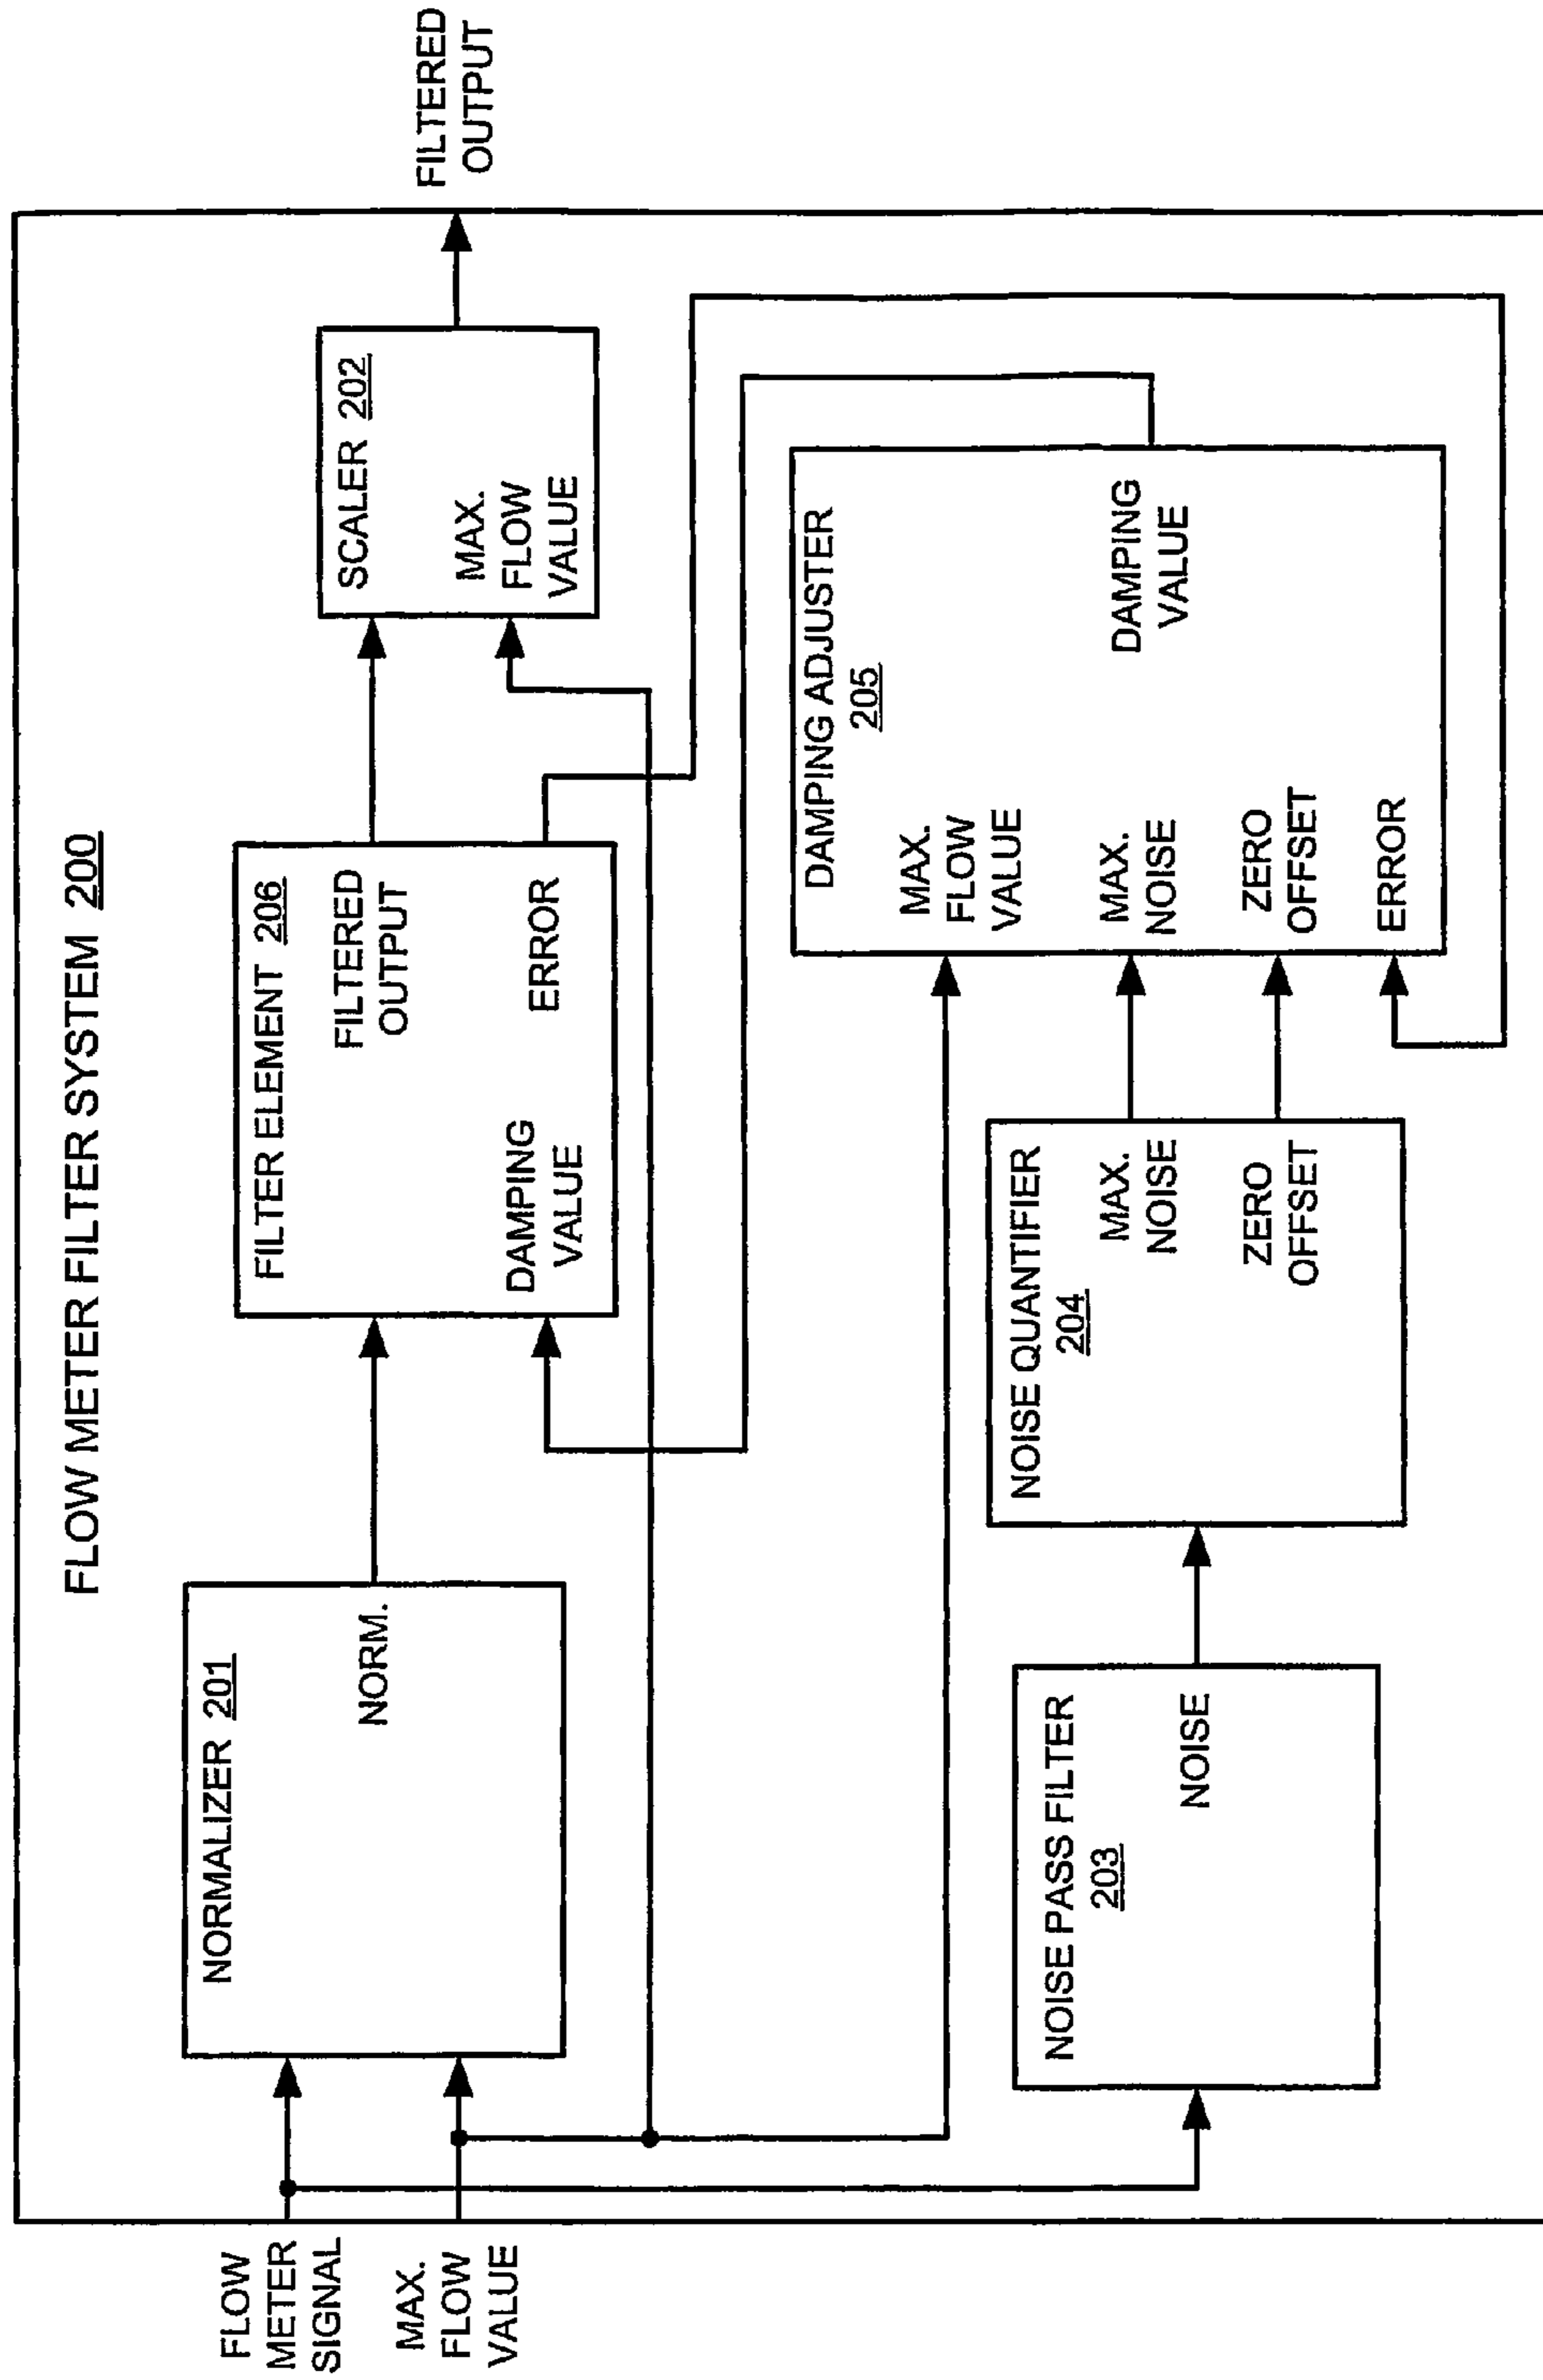 FLOW METER FILTER SYSTEM 200
FLOW
METER
SIGNAL
MAX.
FLOW
VALUE
NORMALIZER 201
NORM.
FILTER ELEMENT 206
FILTERED
OUTPUT
DAMPING
VALUE
ERROR
SCALER 202
MAX.
FLOW
VALUE
FILTERED
OUTPUT
NOISE PASS FILTER
203
NOISE
NOISE QUANTIFIER
204
MAX.
NOISE
ZERO
OFFSET
DAMPING ADJUSTER
205
MAX.
FLOW
VALUE
MAX.
NOISE
ZERO
OFFSET
ERROR
DAMPING
VALUE